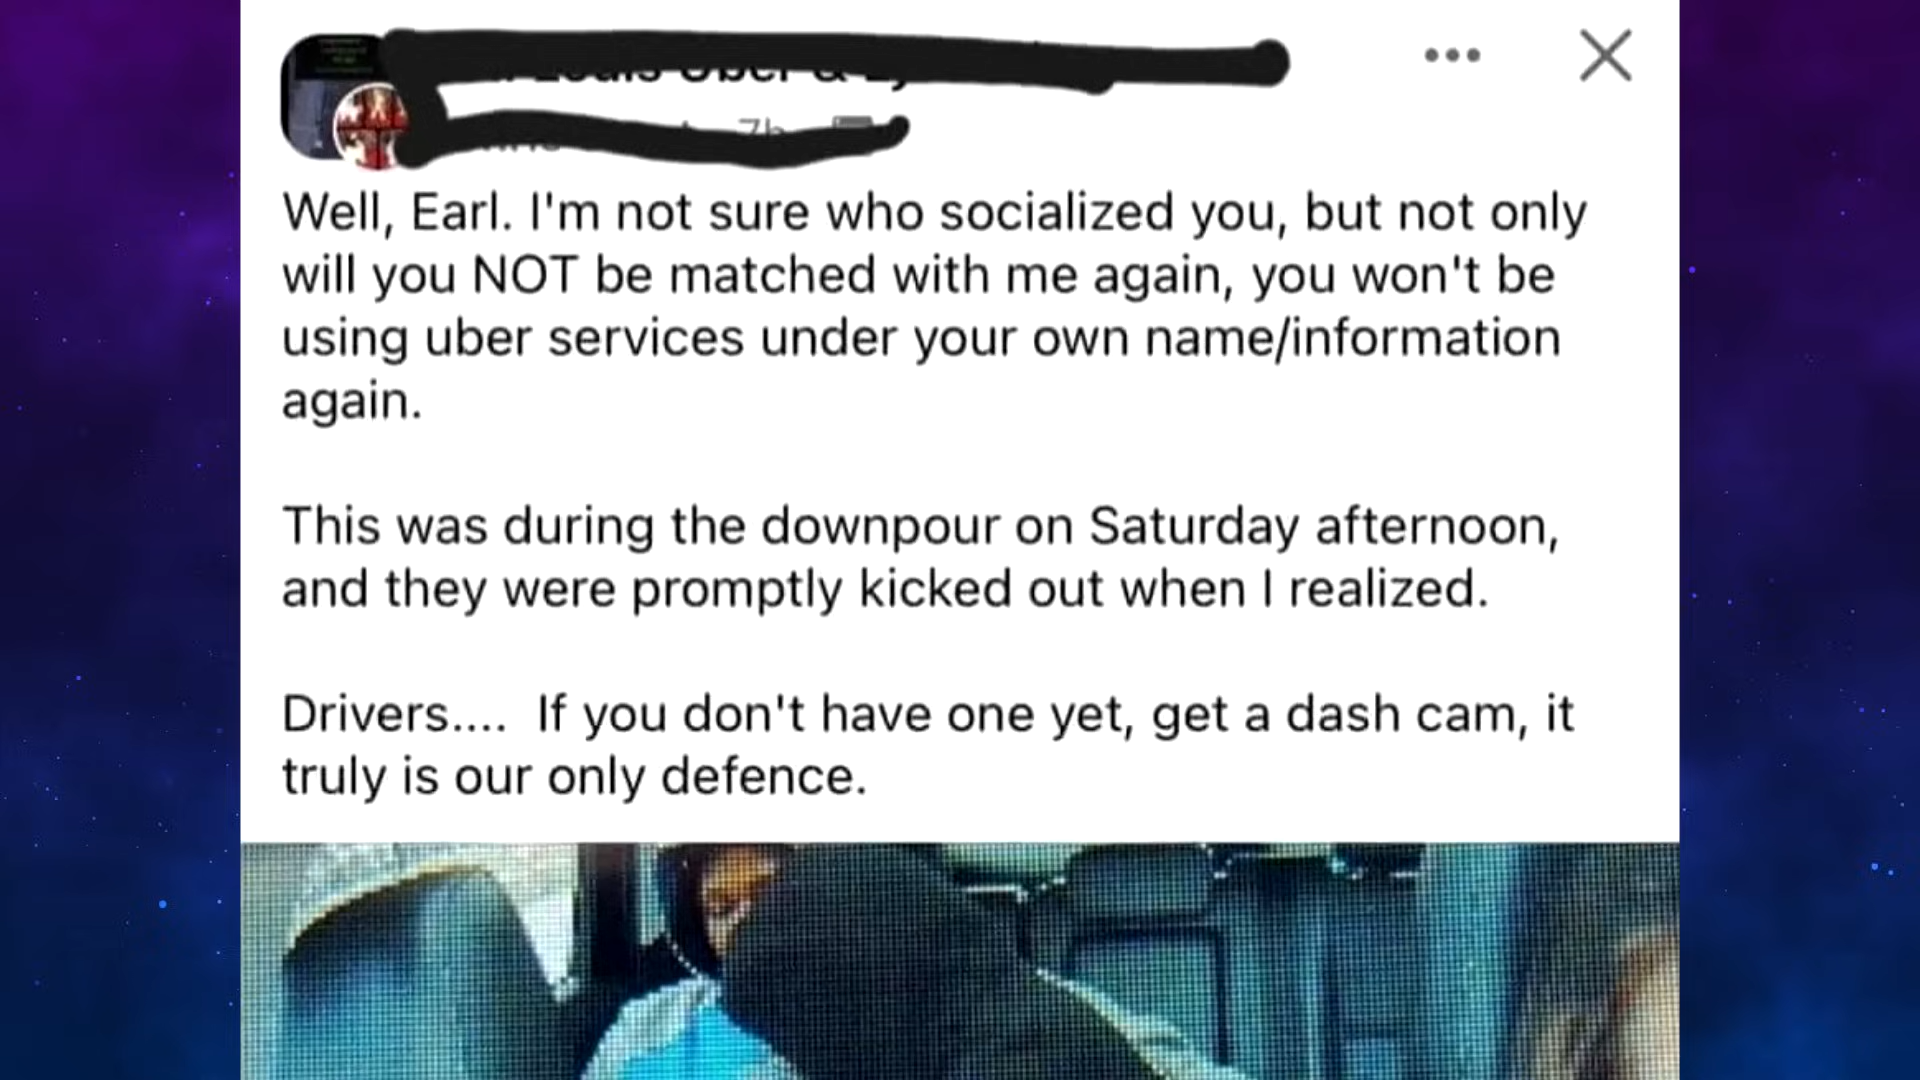 Uber &
7h
Well, Earl. I'm not sure who socialized you, but not only
will you NOT be matched with me again, you won't be
using uber services under your own name/information
again.
This was during the downpour on Saturday afternoon,
and they were promptly kicked out when I realized.
Drivers.... If you don't have one yet, get a dash cam, it
truly is our only defence.